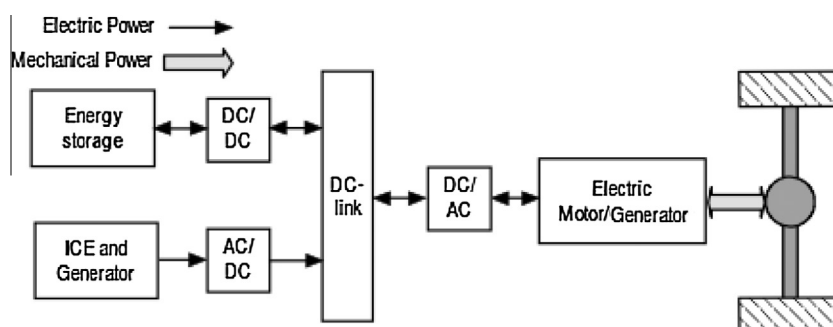 Electric Power
Mechanical Power
Energy
storage
DC/
DC
DC-
link
DC/
AC
Electric
Motor/Generator
ICE and
Generator
AC/
DC